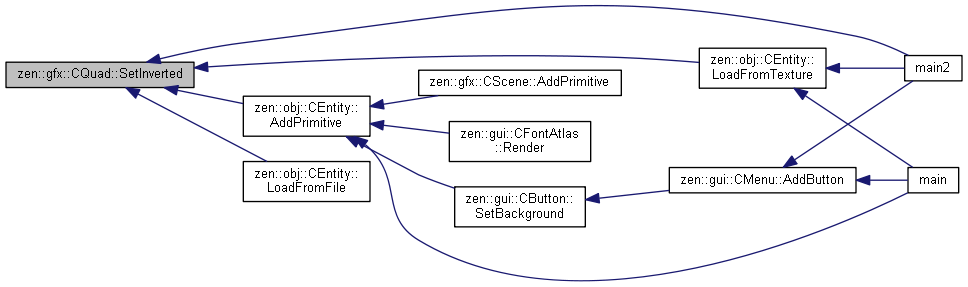 zen::gfx::CQuad::SetInverted
zen::obj::CEntity::
AddPrimitive
zen::obj::CEntity::
LoadFromFile
zen::gfx::CScene::AddPrimitive
zen::gui::CFontAtlas
::Render
zen::gui::CButton::
SetBackground
zen::obj::CEntity::
LoadFromTexture
zen::gui::CMenu::AddButton
main2
main